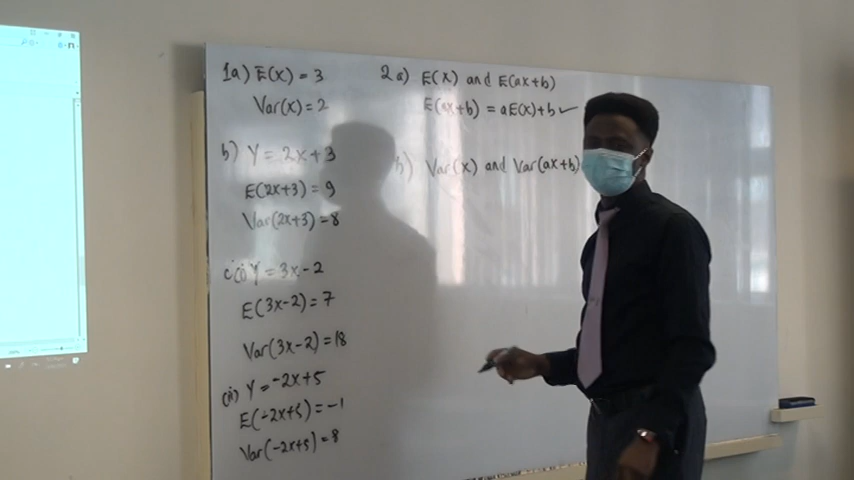 1a) E(X) = 3
Var(X) = 2
b) Y = 2x + 3
E(2x+3) = 9
Var(2x+3) = 8
c(i) Y = 3x - 2
E(3x-2) = 7
Var(3x-2) = 18
(ii) Y = -2x + 5
E(-2x+5) = -1
Var(-2x+5) = 8
2a) E(X) and E(ax+b)
E(ax+b) = aE(X)+b ✓
b) Var(X) and Var(ax+b)